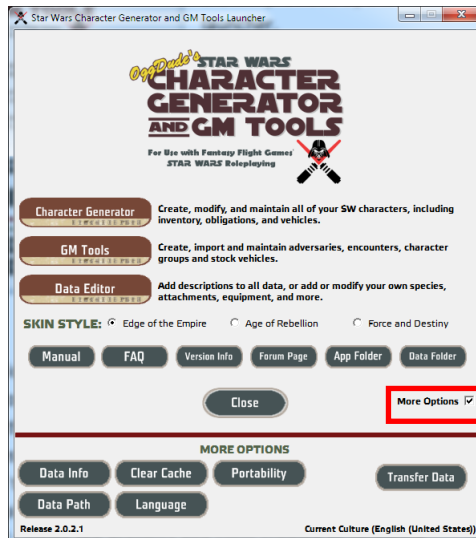 Star Wars Character Generator and GM Tools Launcher
OggDude's STAR WARS
CHARACTER
GENERATOR
AND GM TOOLS
For Use with Fantasy Flight Games'
STAR WARS Roleplaying
Character Generator
Create, modify, and maintain all of your SW characters, including
inventory, obligations, and vehicles.
GM Tools
Create, import and maintain adversaries, encounters, character
groups and stock vehicles.
Data Editor
Add descriptions to all data, or add or modify your own species,
attachments, equipment, and more.
SKIN STYLE: Edge of the Empire Age of Rebellion Force and Destiny
Manual FAQ Version Info Forum Page App Folder Data Folder
Close
More Options
MORE OPTIONS
Data Info Clear Cache Portability Transfer Data
Data Path Language
Release 2.0.2.1 Current Culture (English (United States))